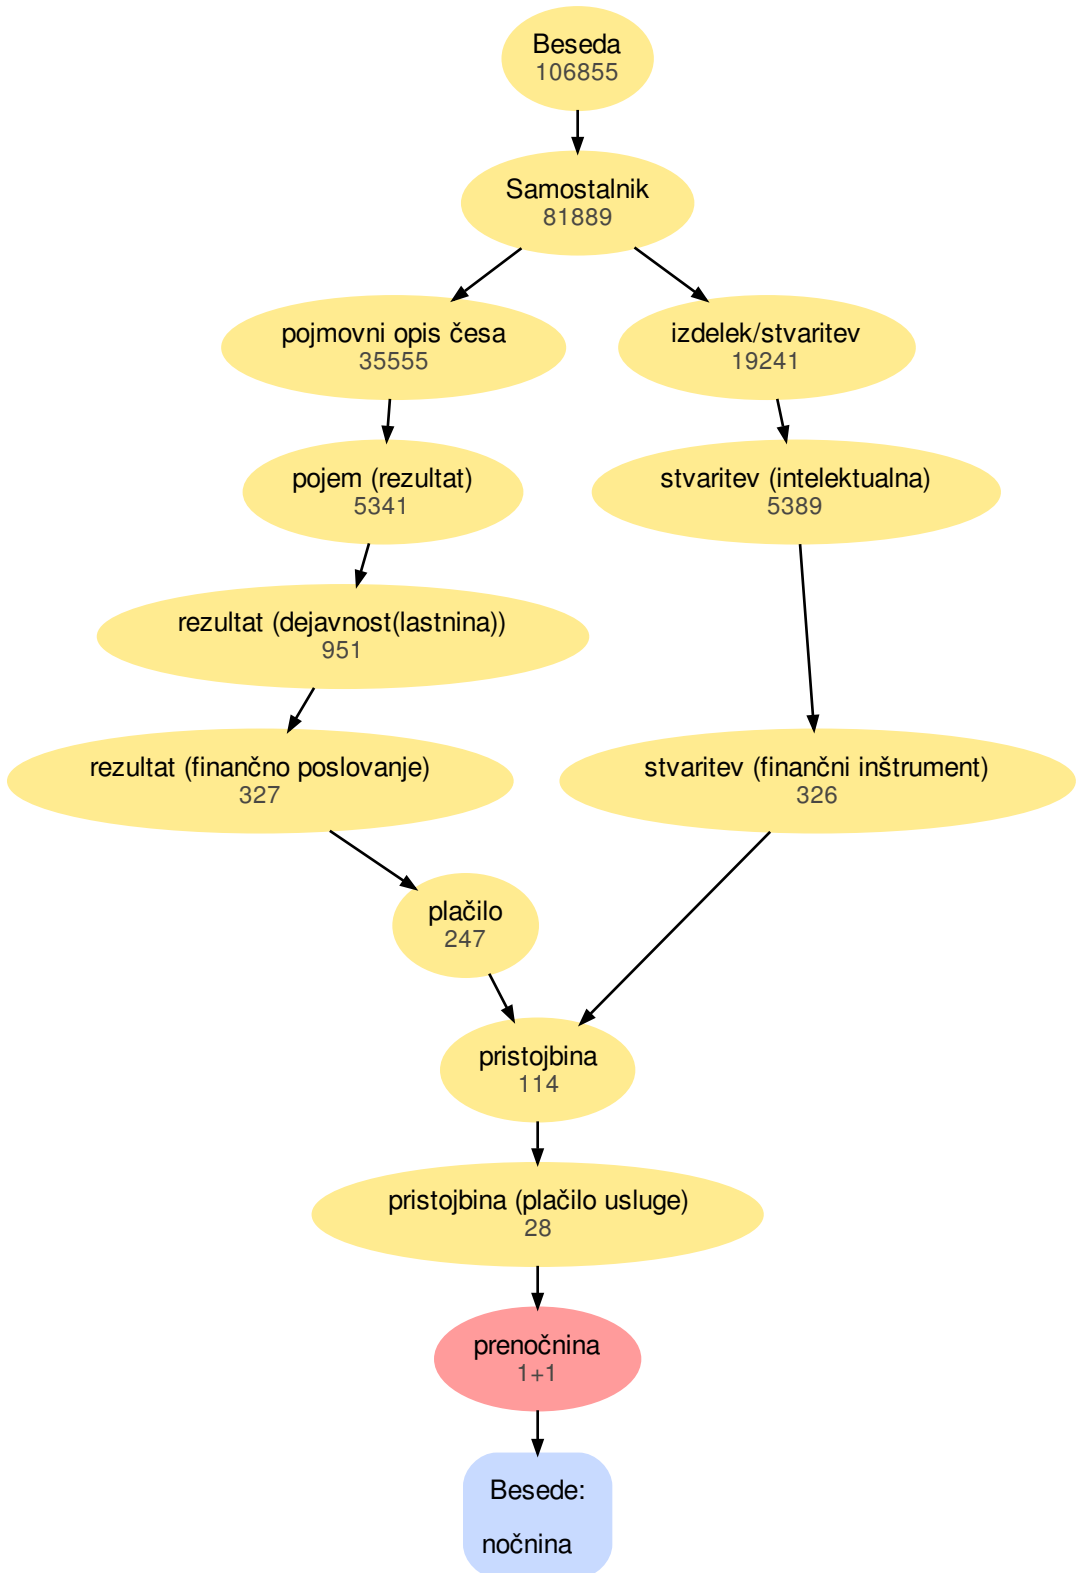 Beseda
106855
Samostalnik
81889
pojmovni opis česa
35555
izdelek/stvaritev
19241
pojem (rezultat)
5341
stvaritev (intelektualna)
5389
rezultat (dejavnost(lastnina))
951
rezultat (finančno poslovanje)
327
stvaritev (finančni inštrument)
326
plačilo
247
pristojbina
114
pristojbina (plačilo usluge)
28
prenočnina
1+1
Besede:
nočnina